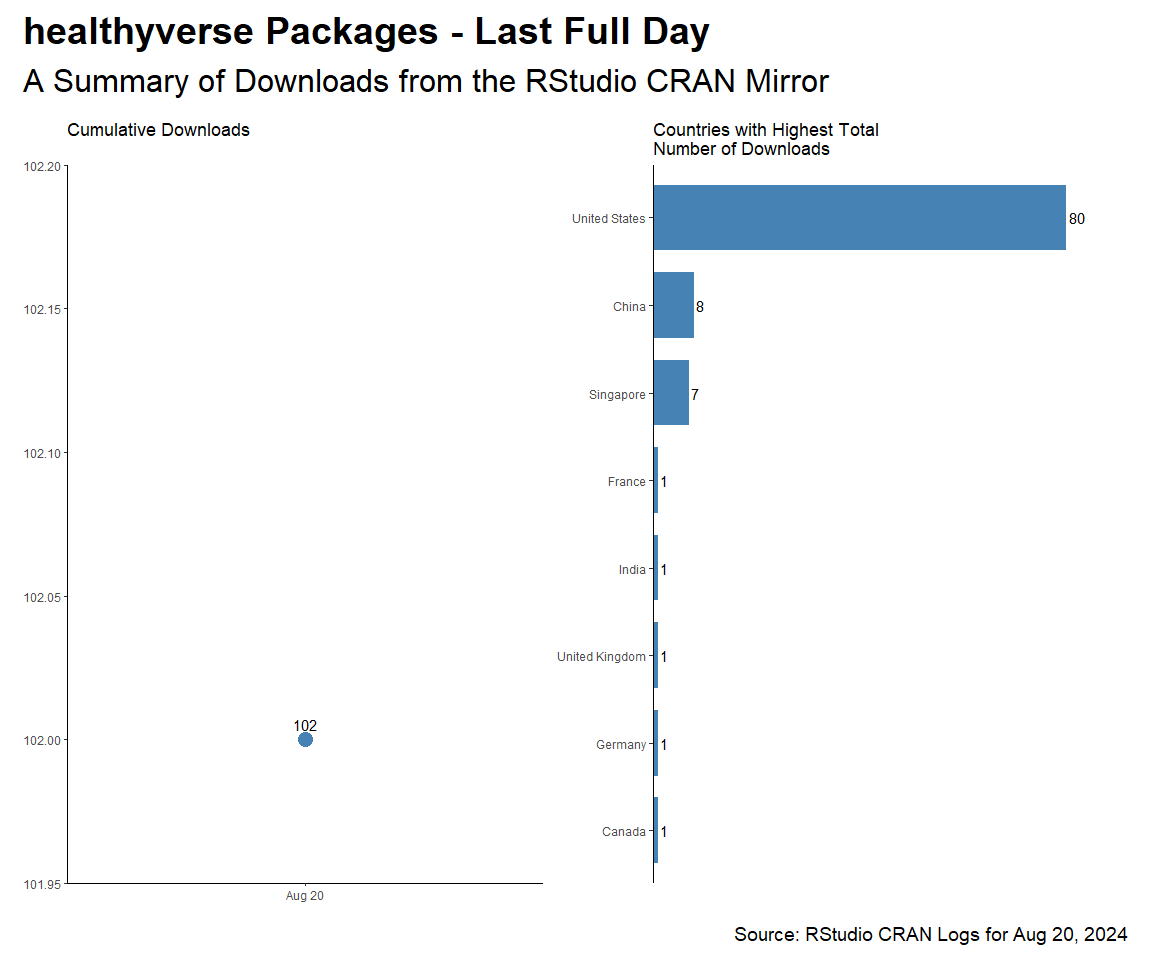 healthyverse Packages - Last Full Day
A Summary of Downloads from the RStudio CRAN Mirror
Cumulative Downloads
102.20
102.15
102.10
102.05
102.00
101.95
102
Aug 20
Countries with Highest Total
Number of Downloads
United States 80
China 8
Singapore 7
France 1
India 1
United Kingdom 1
Germany 1
Canada 1
Source: RStudio CRAN Logs for Aug 20, 2024